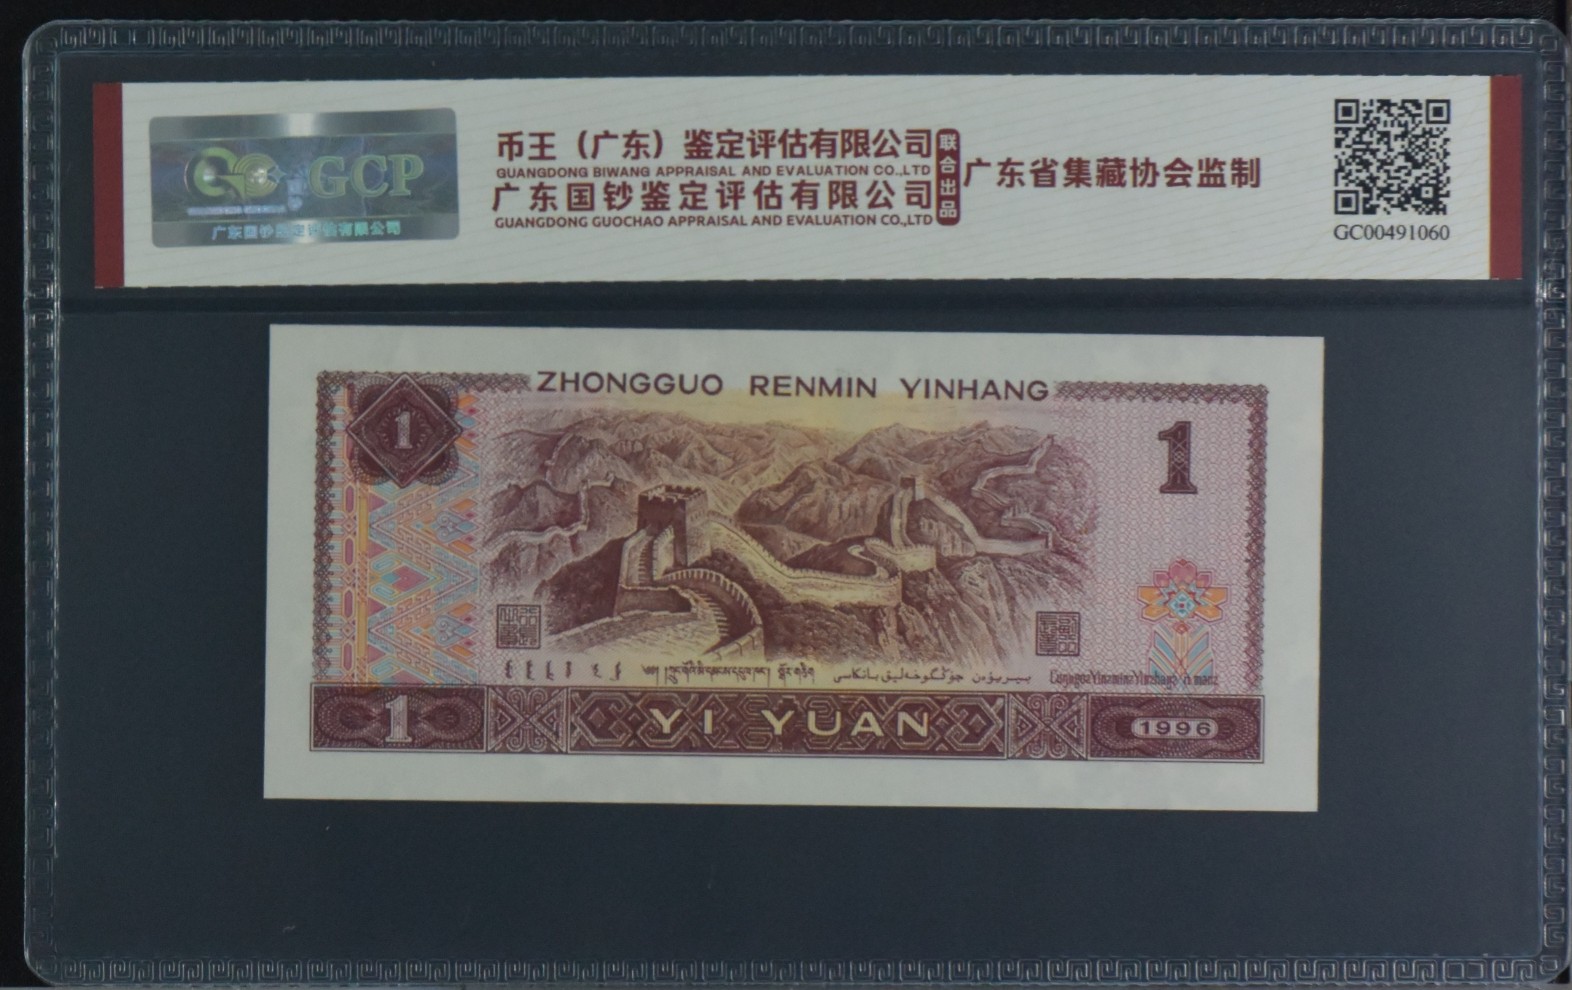 GCP
广东国钞鉴定评估有限公司
币王（广东）鉴定评估有限公司
GUANGDONG BIWANG APPRAISAL AND EVALUATION CO.,LTD
广东国钞鉴定评估有限公司
GUANGDONG GUOCHAO APPRAISAL AND EVALUATION CO.,LTD
联合出品
广东省集藏协会监制
GC00491060
ZHONGGUO RENMIN YINHANG
1
1
1
YI YUAN
1996